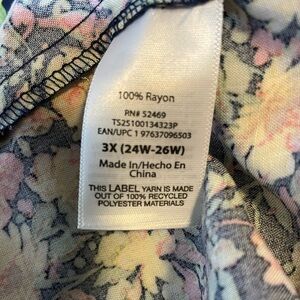 100% Rayon
RN# 52469
TS25100134323P
EAN/UPC 1 97637096503
3X (24W-26W)
Made In/Hecho En
China
THIS LABEL YARN IS MADE
OUT OF 100% RECYCLED
POLYESTER MATERIALS